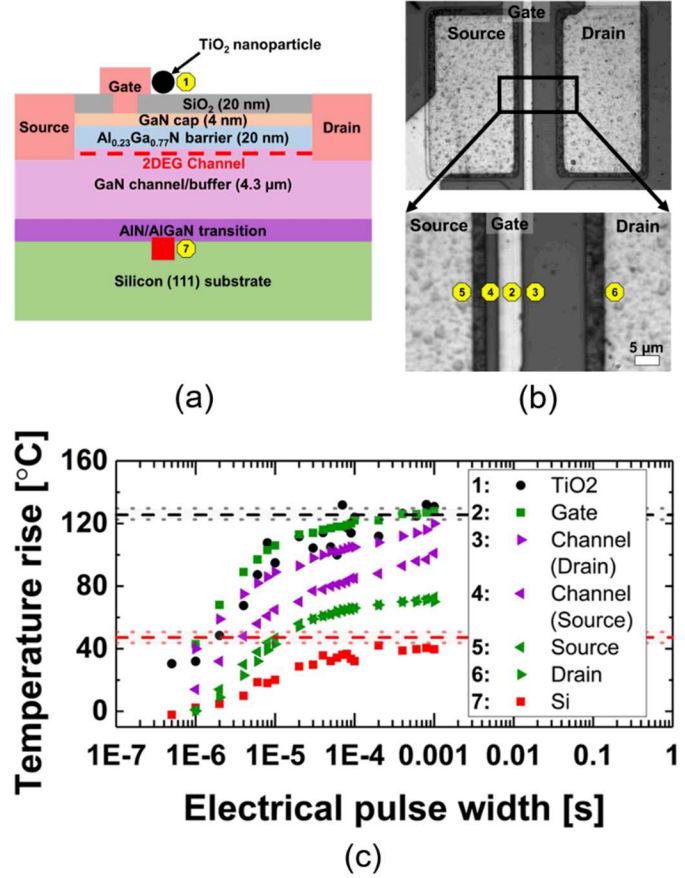 TiO2 nanoparticle
1
Gate
SiO2 (20 nm)
GaN cap (4 nm)
Source
Al0.23Ga0.77N barrier (20 nm)
Drain
2DEG Channel
GaN channel/buffer (4.3 μm)
AlN/AlGaN transition
7
Silicon (111) substrate
(a)
Gate
Source
Drain
Source
Gate
Drain
5
4
2
3
6
5 μm
(b)
Temperature rise [°C]
160
120
80
40
0
1: TiO2
2: Gate
3: Channel
(Drain)
4: Channel
(Source)
5: Source
6: Drain
7: Si
1E-7 1E-6 1E-5 1E-4 0.001 0.01 0.1 1
Electrical pulse width [s]
(c)